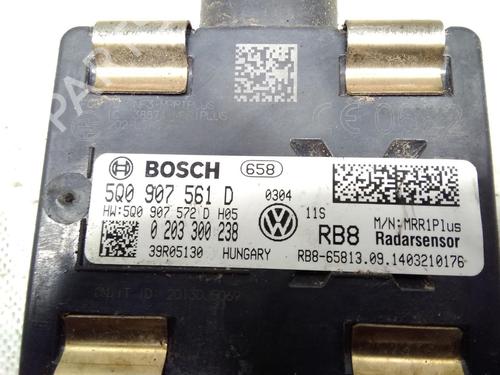 BOSCH 658
5Q0 907 561 D 0304
HW:5Q0 907 572 D H05 11S M/N:MRR1Plus
0 203 300 238 RB8 Radarsensor
39R05130 HUNGARY RB8-65813.09.1403210176